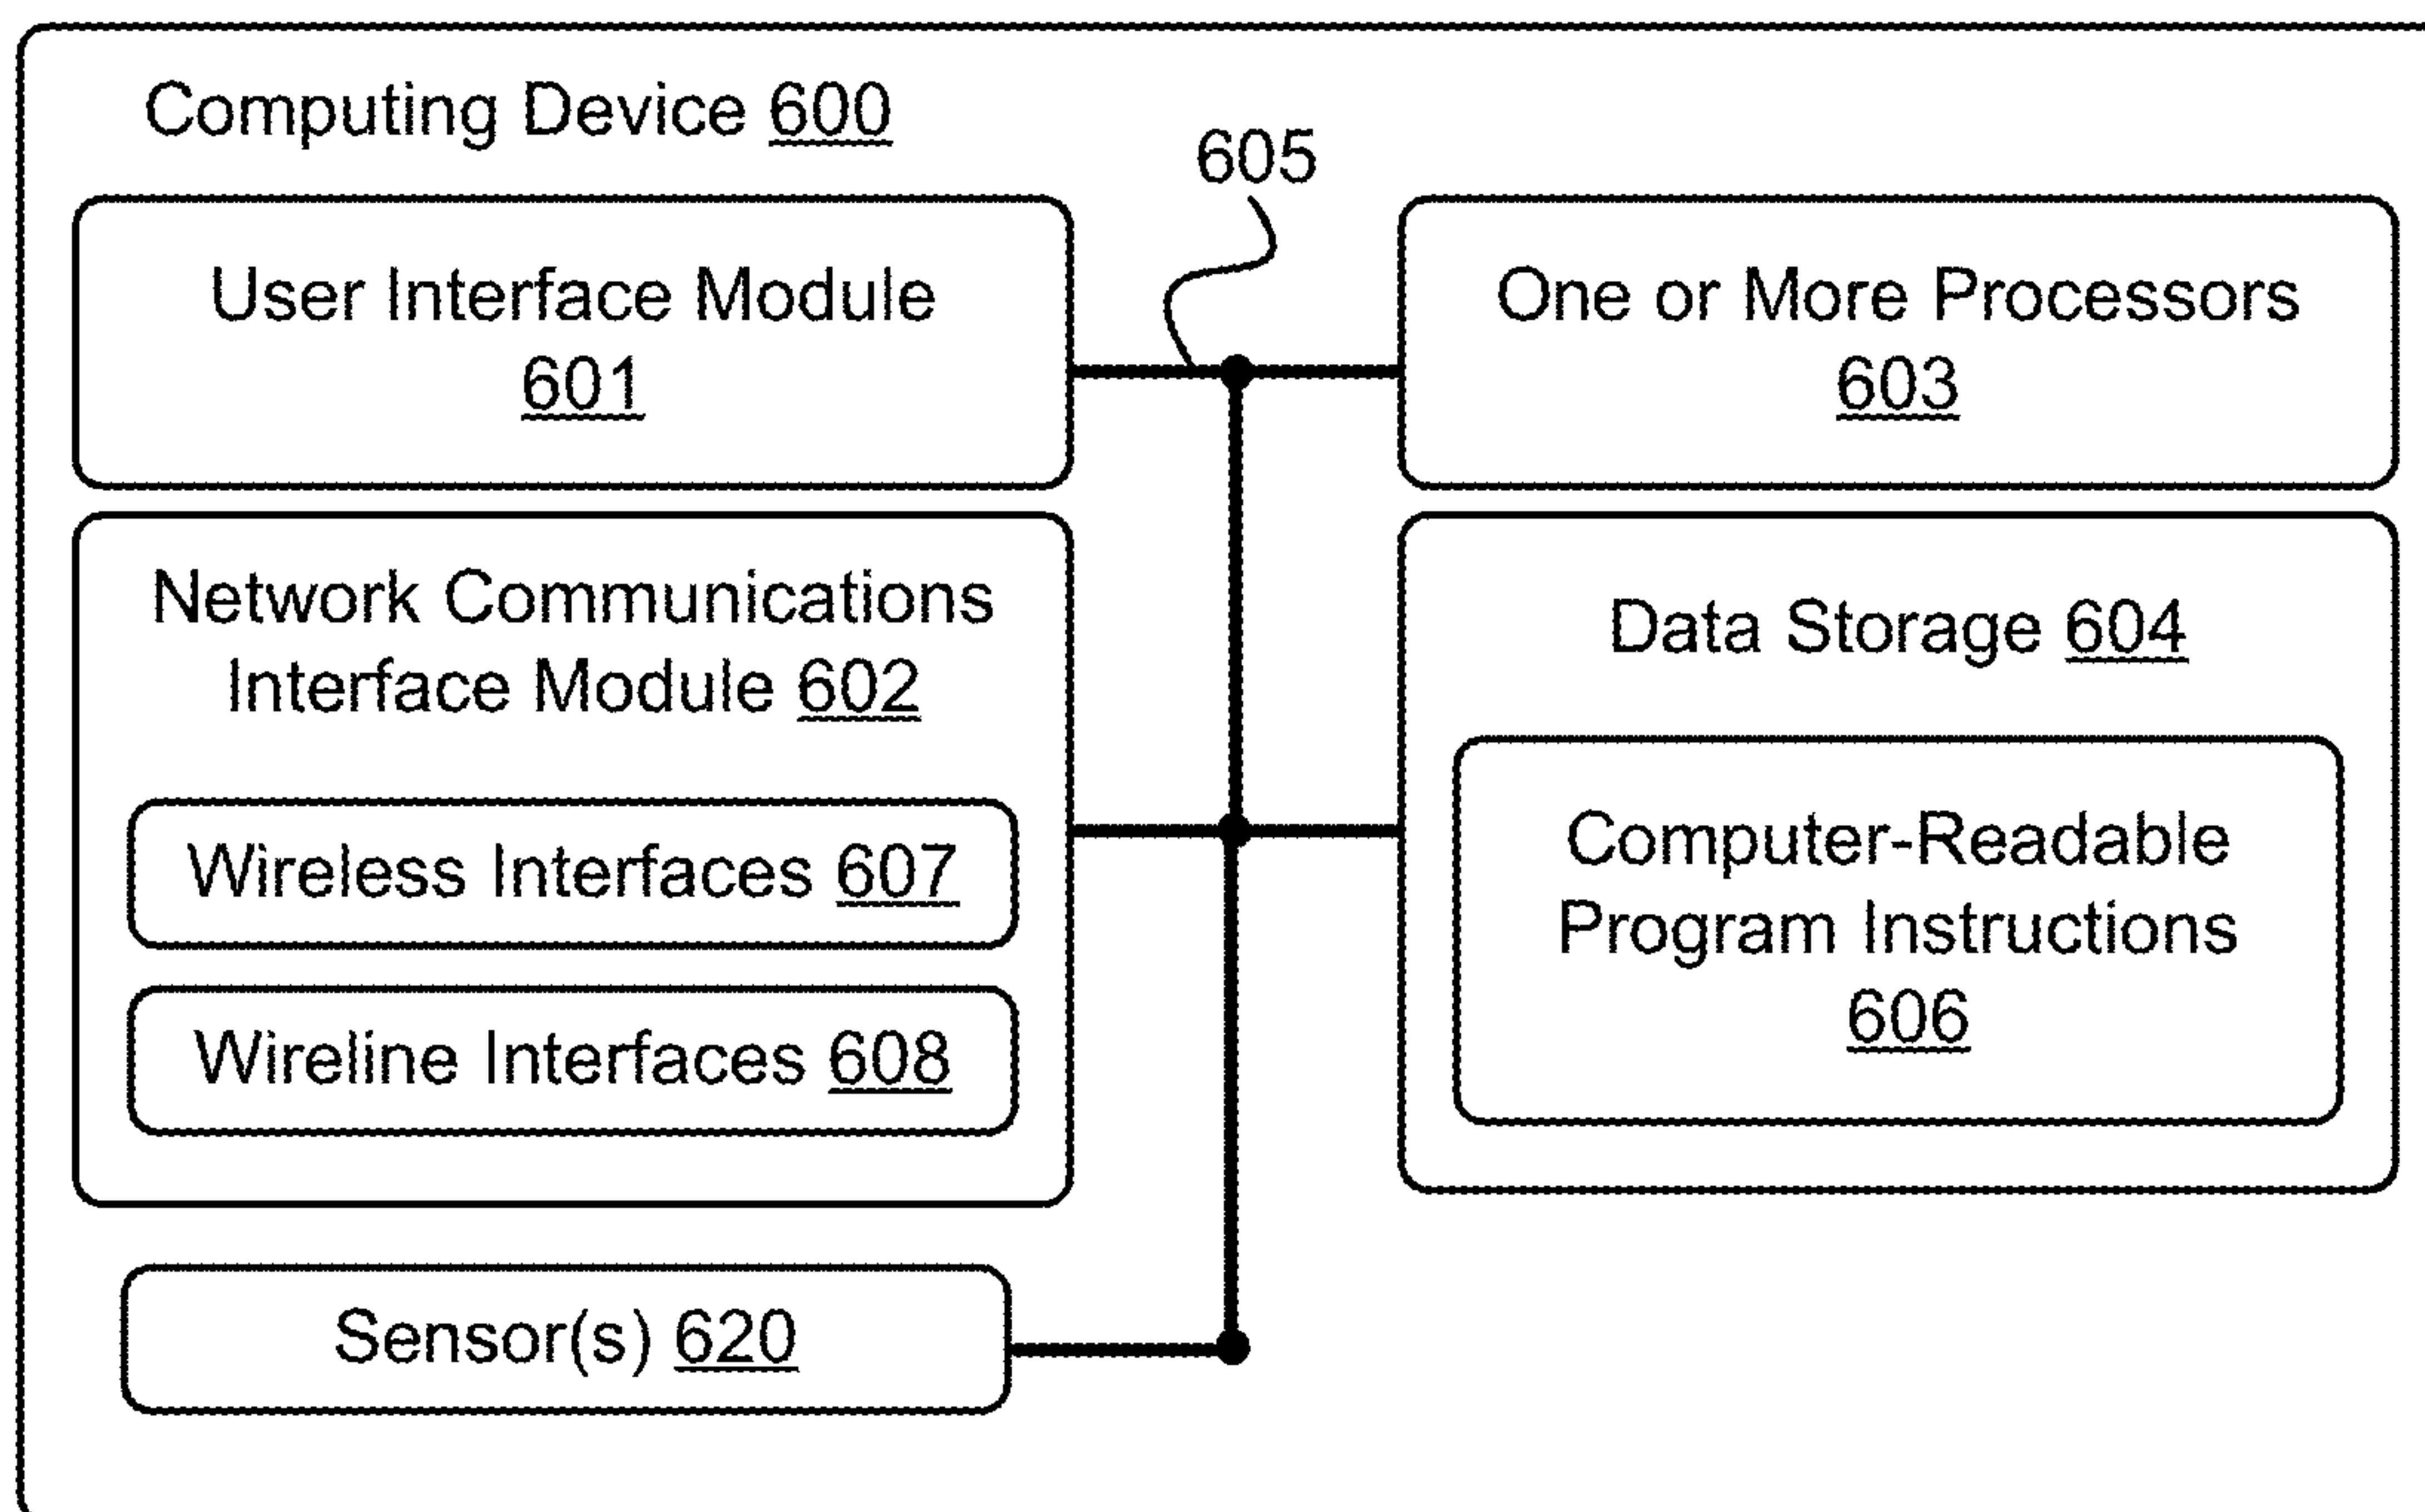 Computing Device 600
605
User Interface Module
601
One or More Processors
603
Network Communications
Interface Module 602
Wireless Interfaces 607
Wireline Interfaces 608
Data Storage 604
Computer-Readable
Program Instructions
606
Sensor(s) 620